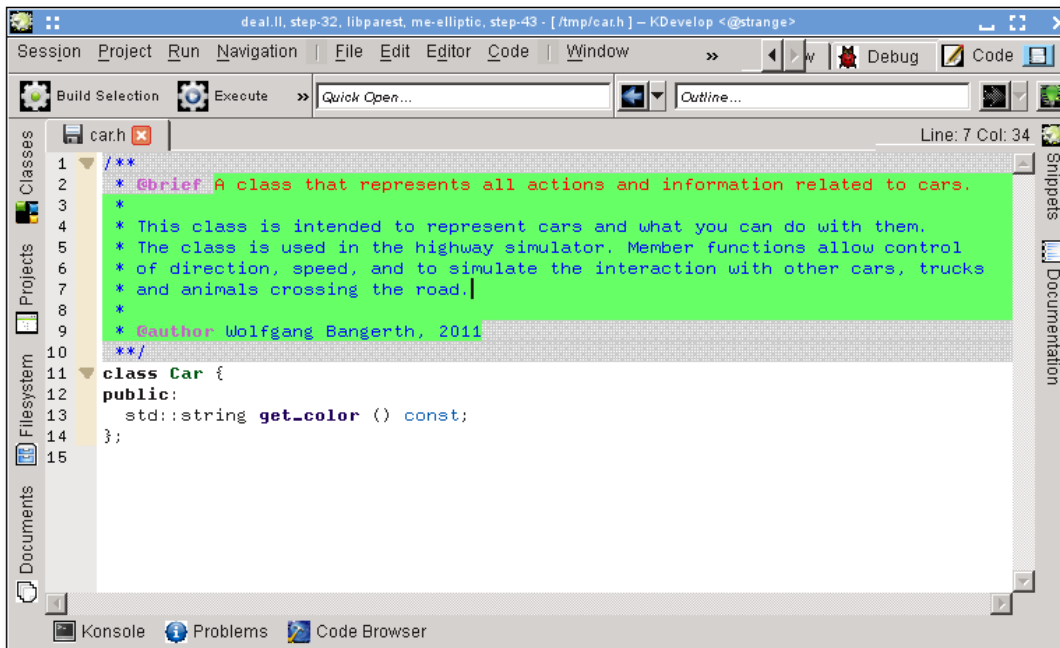 deal.II, step-32, libparest, me-elliptic, step-43 - [ /tmp/car.h ] – KDevelop <@strange>
Session Project Run Navigation | File Edit Editor Code | Window » w Debug Code
Build Selection Execute » Quick Open... Outline...
car.h Line: 7 Col: 34
1 /**
2 * @brief A class that represents all actions and information related to cars.
3 *
4 * This class is intended to represent cars and what you can do with them.
5 * The class is used in the highway simulator. Member functions allow control
6 * of direction, speed, and to simulate the interaction with other cars, trucks
7 * and animals crossing the road.
8 *
9 * @author Wolfgang Bangerth, 2011
10 **/
11 class Car {
12 public:
13 std::string get_color () const;
14 };
15
Classes
Projects
Filesystem
Documents
Snippets
Documentation
Konsole Problems Code Browser